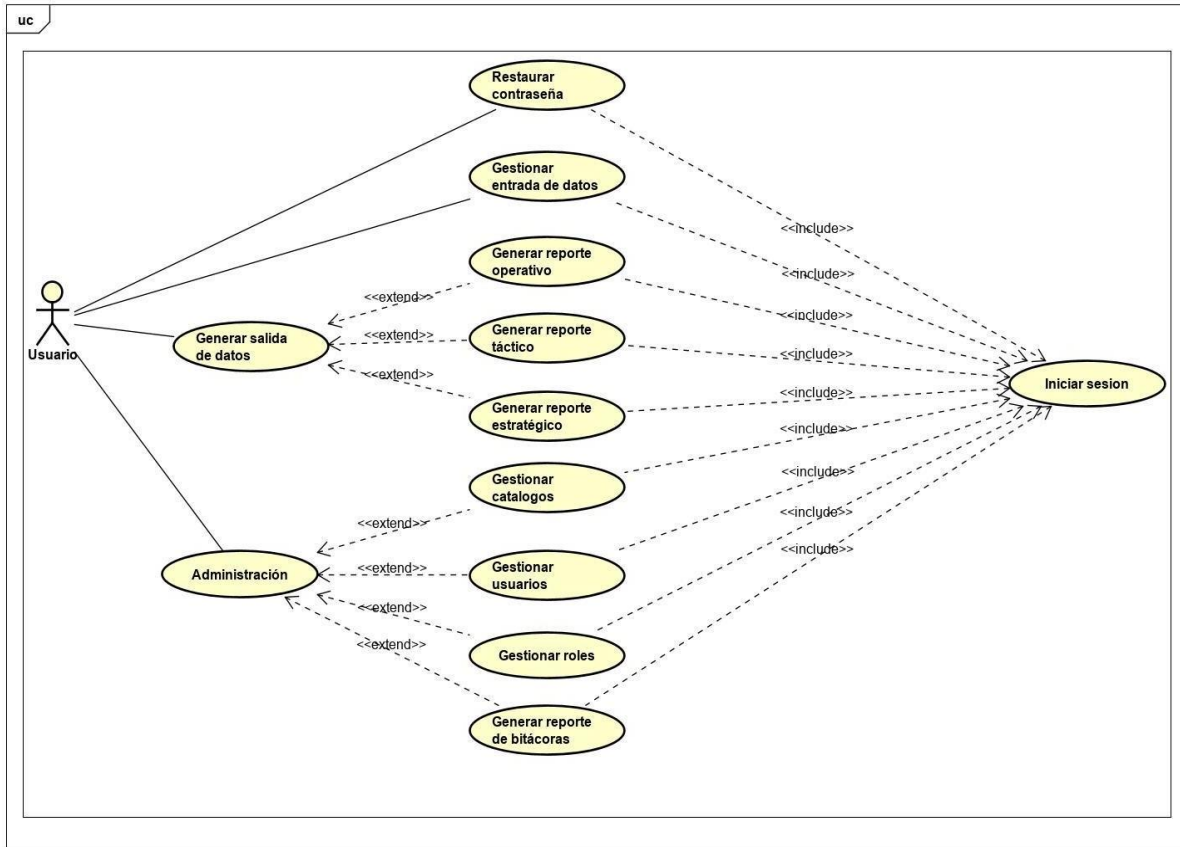 uc
Restaurar
contraseña
Gestionar
entrada de datos
<<include>>
Generar reporte
operativo
<<include>>
<<extend>>
<<include>>
Usuario
Generar salida
de datos
<<extend>>
Generar reporte
táctico
<<include>>
<<extend>>
Iniciar sesion
Generar reporte
estratégico
<<include>>
<<include>>
Gestionar
catalogos
<<include>>
<<extend>>
<<include>>
Administración
<<extend>>
Gestionar
usuarios
<<include>>
<<extend>>
<<extend>>
Gestionar roles
Generar reporte
de bitácoras